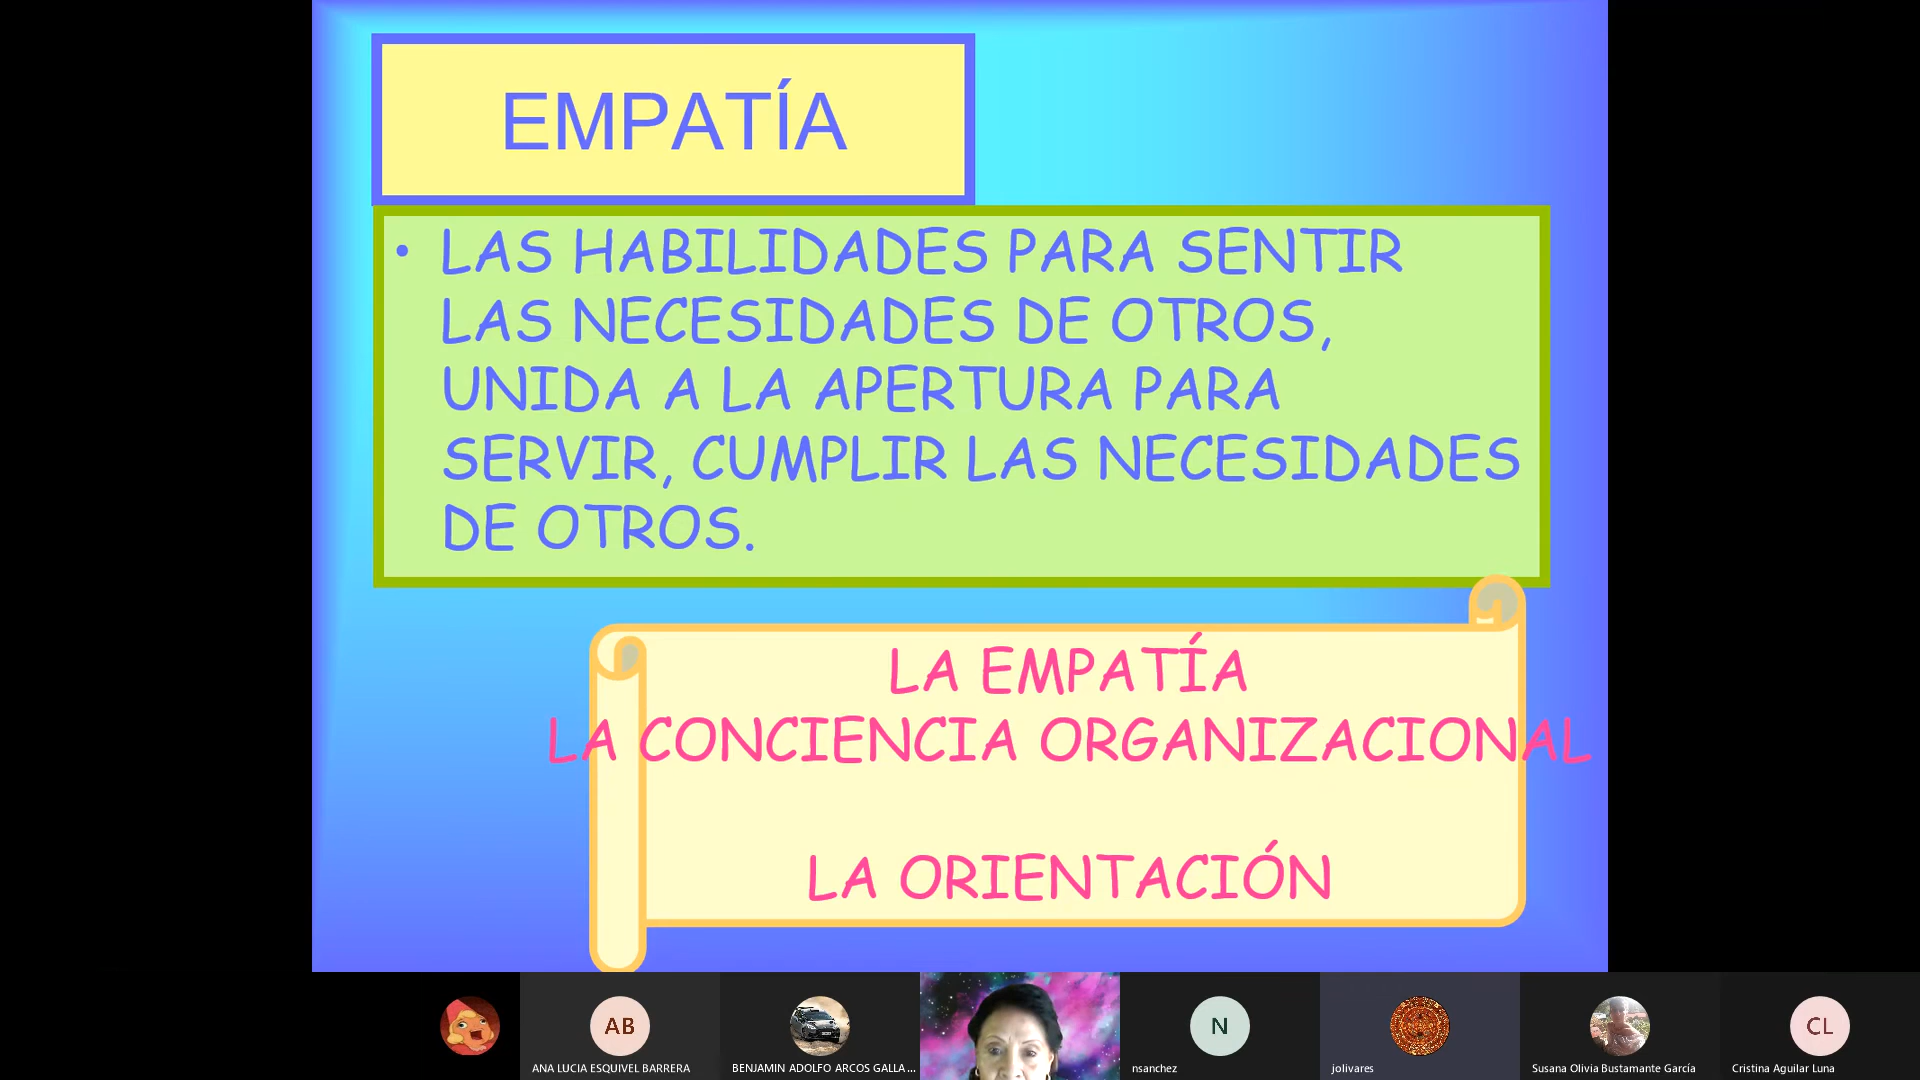 EMPATÍA
• LAS HABILIDADES PARA SENTIR
LAS NECESIDADES DE OTROS,
UNIDA A LA APERTURA PARA
SERVIR, CUMPLIR LAS NECESIDADES
DE OTROS.
LA EMPATÍA
LA CONCIENCIA ORGANIZACIONAL
LA ORIENTACIÓN
AB
N
CL
ANA LUCIA ESQUIVEL BARRERA
BENJAMIN ADOLFO ARCOS GALLA...
nsanchez
jolivares
Susana Olivia Bustamante García
Cristina Aguilar Luna